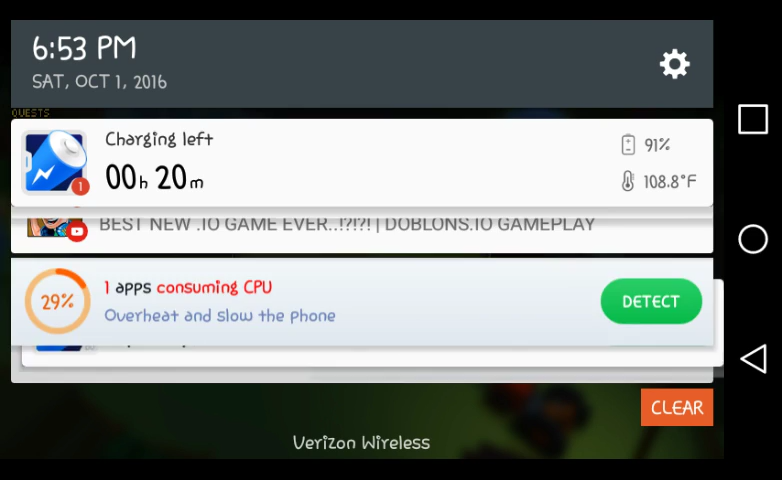 6:53 PM
SAT, OCT 1, 2016
QUESTS
Charging left
00h 20m
91%
108.8°F
1
BEST NEW .IO GAME EVER..!?!?! | DOBLONS.IO GAMEPLAY
29%
1 apps consuming CPU
Overheat and slow the phone
DETECT
CLEAR
Verizon Wireless